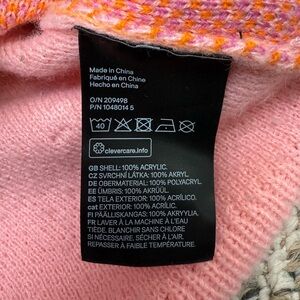 Made in China
Fabriqué en Chine
Hecho en China
O/N 209498
P/N 1048014 5
40
clevercare.info
GB SHELL: 100% ACRYLIC.
CZ SVRCHNÍ LÁTKA: 100% AKRYL.
DE OBERMATERIAL: 100% POLYACRYL.
EE ÜMBRIS: 100% AKRUÜL.
ES TELA EXTERIOR: 100% ACRÍLICO.
cat EXTERIOR: 100% ACRÍLIC.
FI PÄÄLLISKANGAS: 100% AKRYYLIA.
FR LAVER À LA MACHINE À L'EAU
TIÈDE. BLANCHIR SANS CHLORE
SI NÉCESSAIRE. SÉCHER À L'AIR.
REPASSER À FAIBLE TEMPÉRATURE.